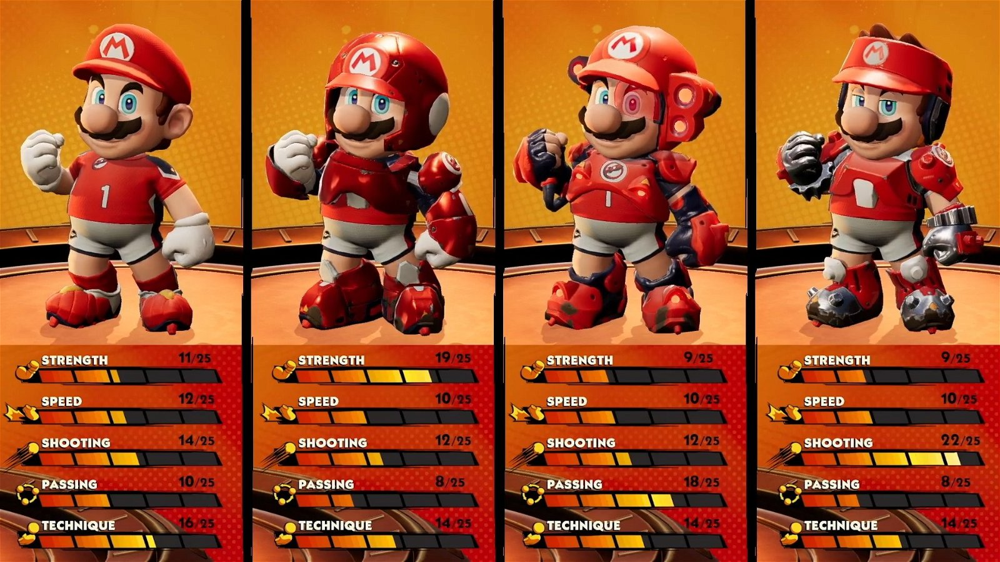 M
1
STRENGTH 11/25
SPEED 12/25
SHOOTING 14/25
PASSING 10/25
TECHNIQUE 16/25
M
STRENGTH 19/25
SPEED 10/25
SHOOTING 12/25
PASSING 8/25
TECHNIQUE 14/25
M
1
STRENGTH 9/25
SPEED 10/25
SHOOTING 12/25
PASSING 18/25
TECHNIQUE 14/25
M
STRENGTH 9/25
SPEED 10/25
SHOOTING 22/25
PASSING 8/25
TECHNIQUE 14/25